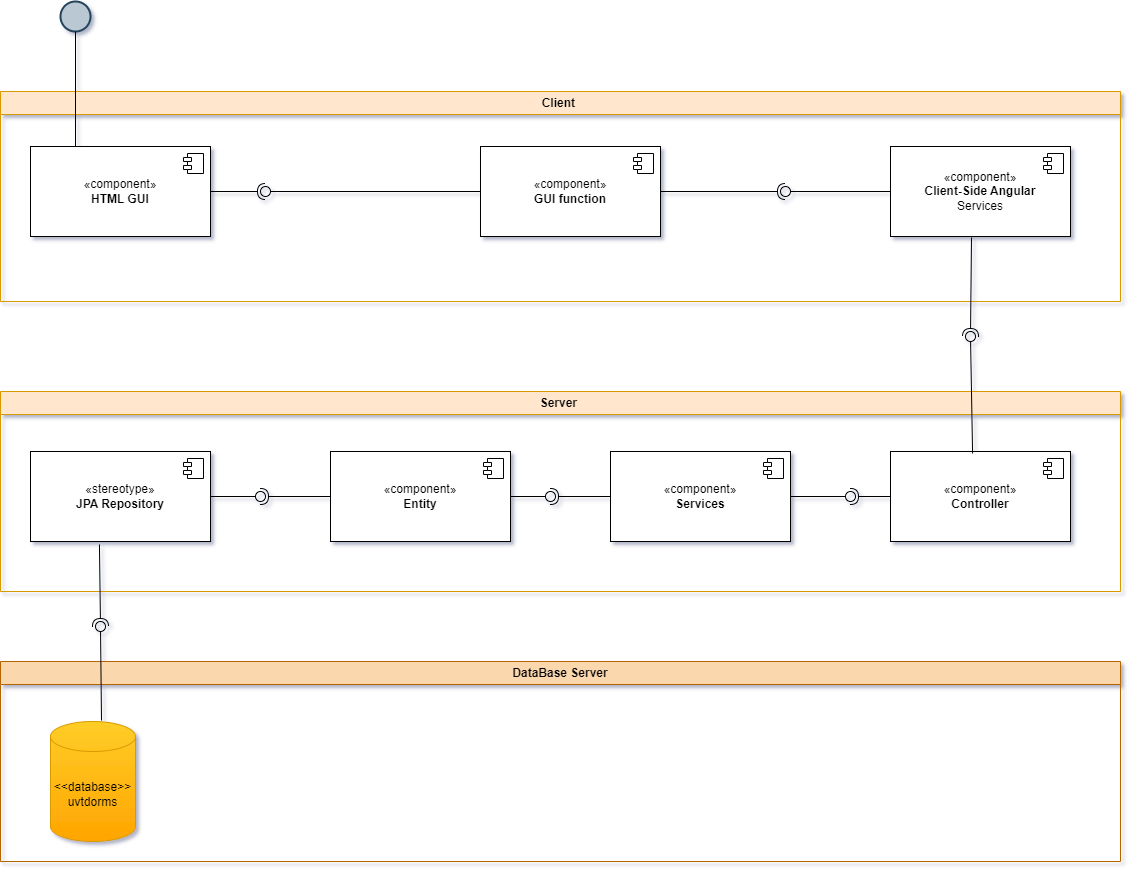 Client
«component»
HTML GUI
«component»
GUI function
«component»
Client-Side Angular
Services
Server
«stereotype»
JPA Repository
«component»
Entity
«component»
Services
«component»
Controller
DataBase Server
<<database>>
uvtdorms